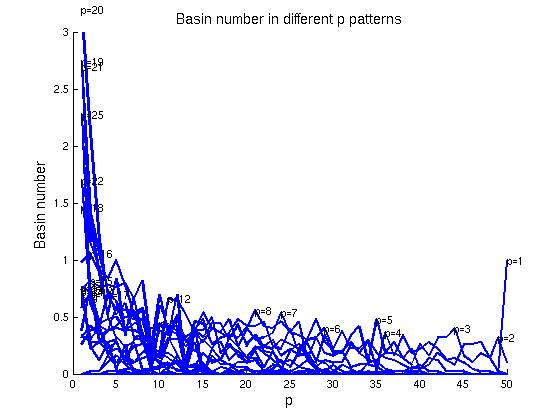 p=20
Basin number in different p patterns
3
p=19
p=21
2.5
p=25
2
p=22
1.5
p=18
p=16
1
p=1
p=12
0.5
p=8
p=7
p=5
p=6
p=4
p=3
p=2
0
Basin number
0 5 10 15 20 25 30 35 40 45 50
p